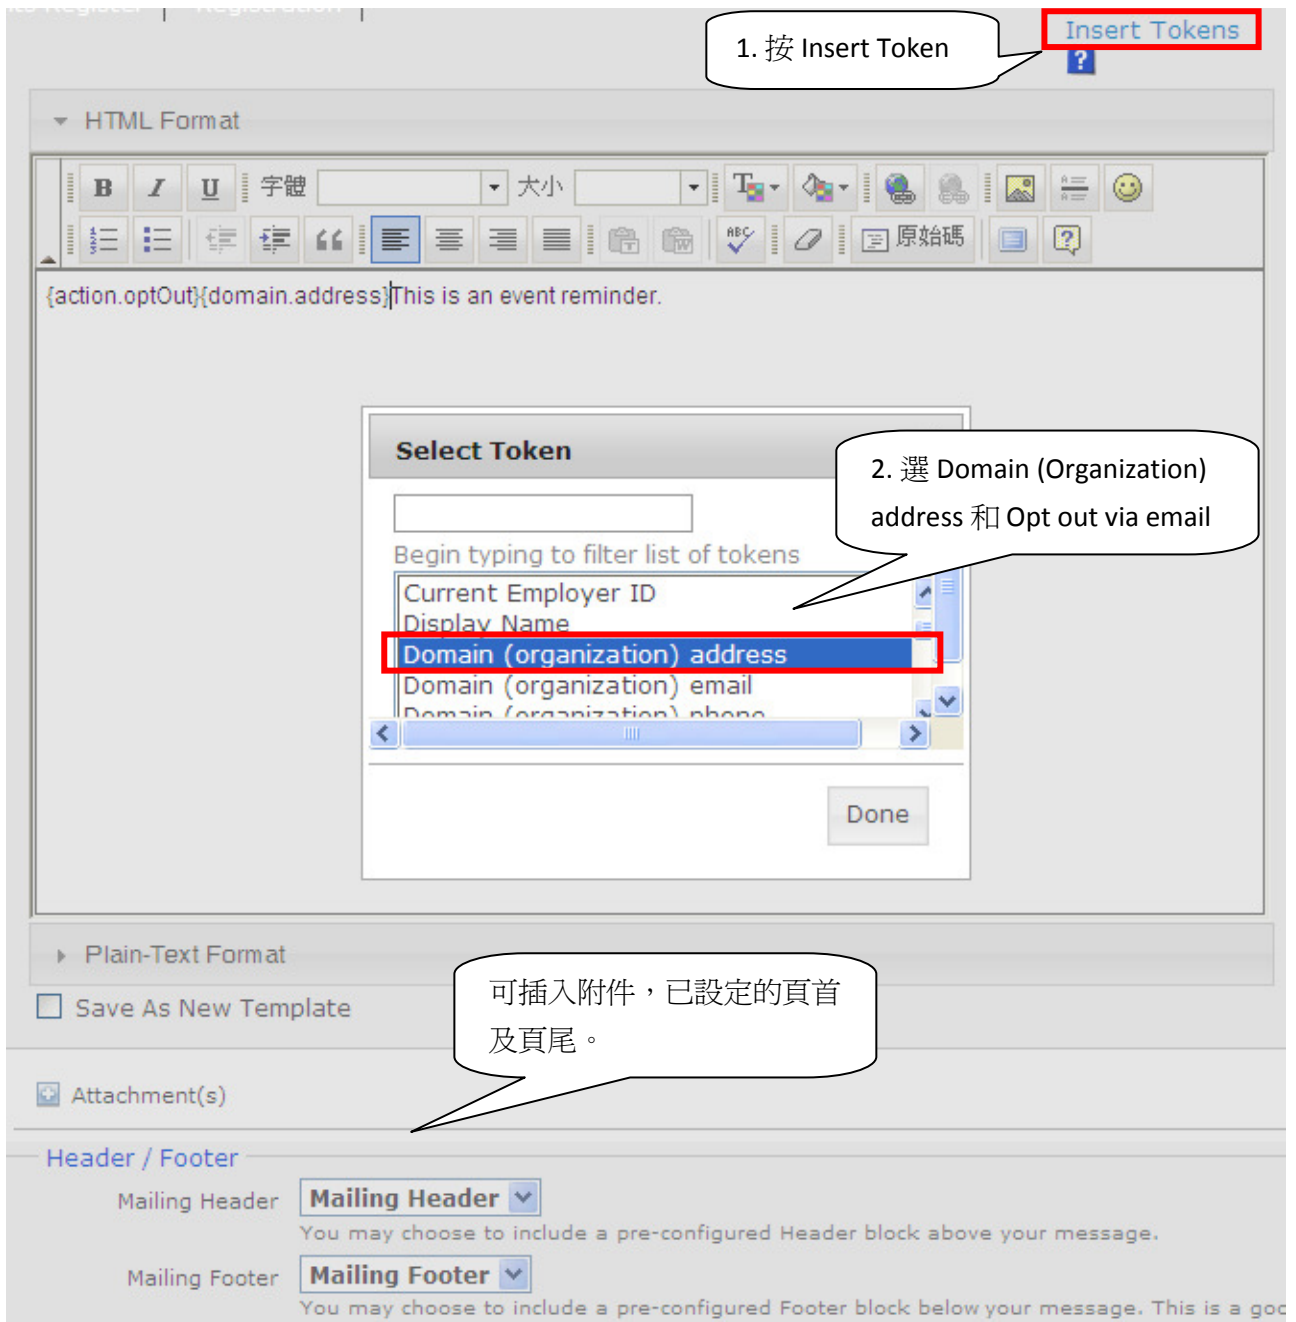 Insert Tokens
1. 按 Insert Token
HTML Format
B I U 字體 大小
ABC 原始碼
{action.optOut}{domain.address}This is an event reminder.
Select Token
2. 選 Domain (Organization)
address 和 Opt out via email
Begin typing to filter list of tokens
Current Employer ID
Display Name
Domain (organization) address
Domain (organization) email
Domain (organization) phone
Done
Plain-Text Format
可插入附件，已設定的頁首
及頁尾。
Save As New Template
Attachment(s)
Header / Footer
Mailing Header Mailing Header
You may choose to include a pre-configured Header block above your message.
Mailing Footer Mailing Footer
You may choose to include a pre-configured Footer block below your message. This is a